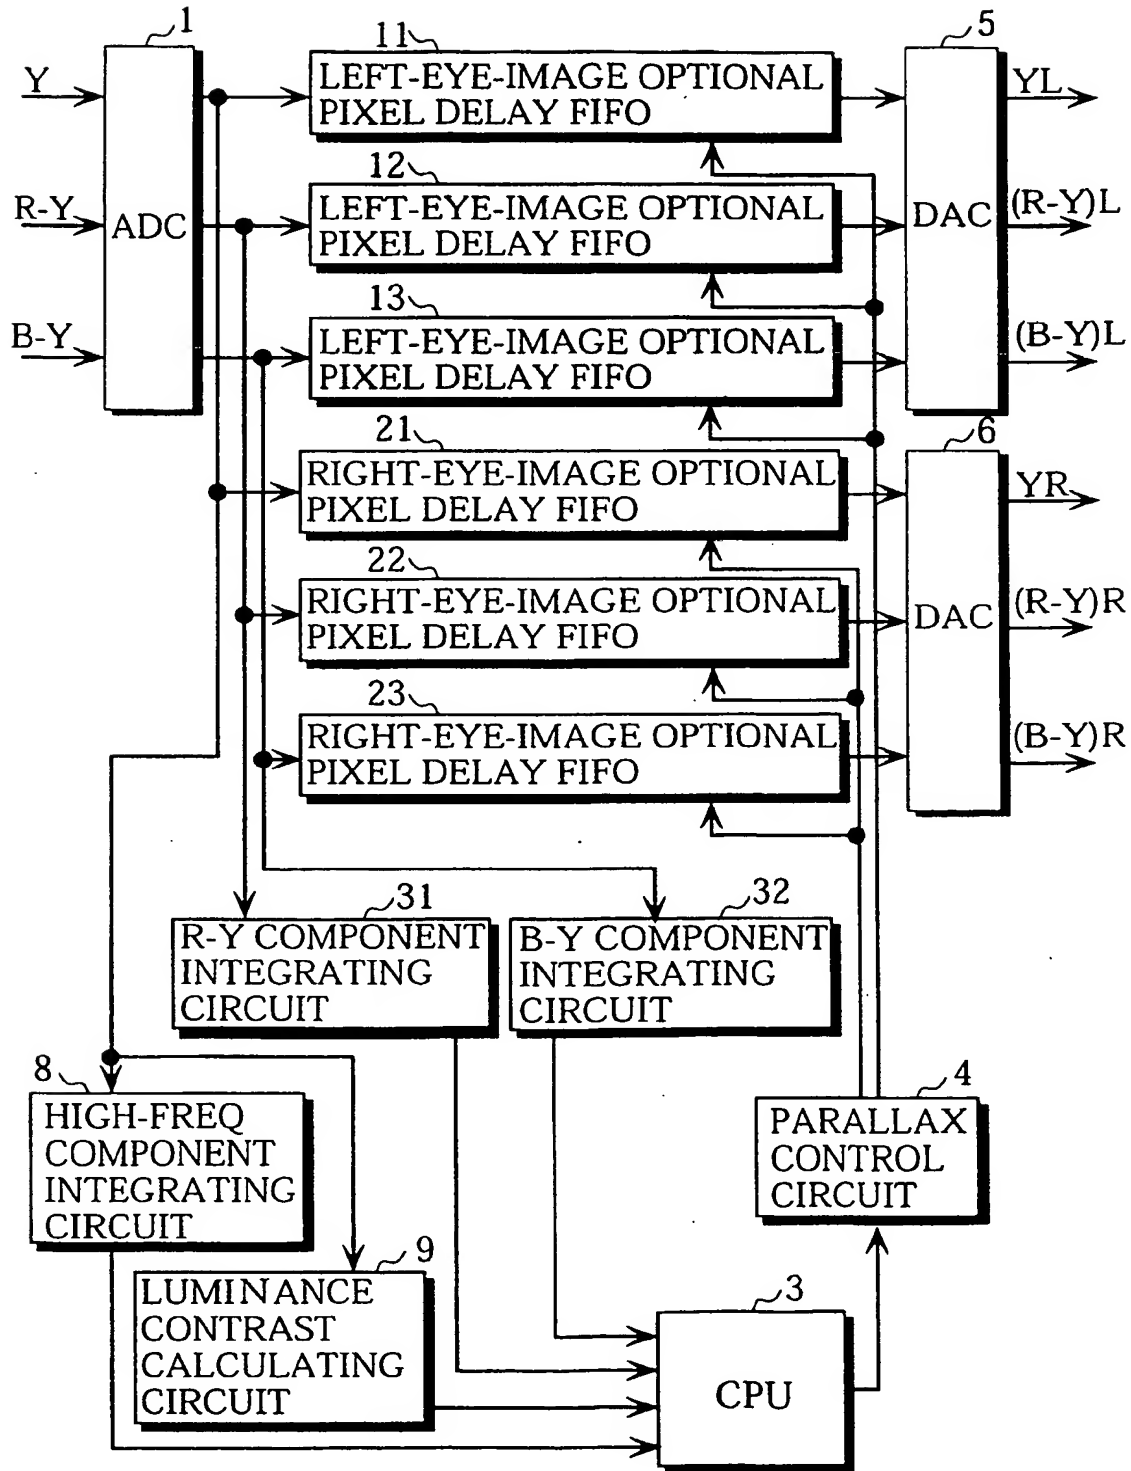 1
11
5
Y
LEFT-EYE-IMAGE OPTIONAL
PIXEL DELAY FIFO
YL
12
R-Y
ADC
LEFT-EYE-IMAGE OPTIONAL
PIXEL DELAY FIFO
DAC
(R-Y)L
13
B-Y
LEFT-EYE-IMAGE OPTIONAL
PIXEL DELAY FIFO
(B-Y)L
21
6
RIGHT-EYE-IMAGE OPTIONAL
PIXEL DELAY FIFO
YR
22
RIGHT-EYE-IMAGE OPTIONAL
PIXEL DELAY FIFO
DAC
(R-Y)R
23
RIGHT-EYE-IMAGE OPTIONAL
PIXEL DELAY FIFO
(B-Y)R
31
R-Y COMPONENT
INTEGRATING
CIRCUIT
32
B-Y COMPONENT
INTEGRATING
CIRCUIT
8
HIGH-FREQ
COMPONENT
INTEGRATING
CIRCUIT
4
PARALLAX
CONTROL
CIRCUIT
9
LUMINANCE
CONTRAST
CALCULATING
CIRCUIT
3
CPU